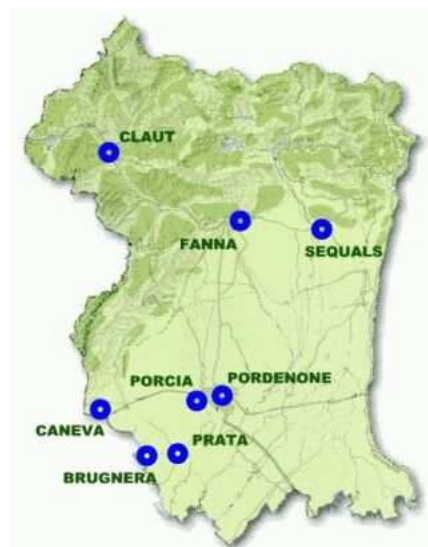 CLAUT
FANNA
SEQUALS
PORCIA
PORDENONE
CANEVA
PRATA
BRUGNERA